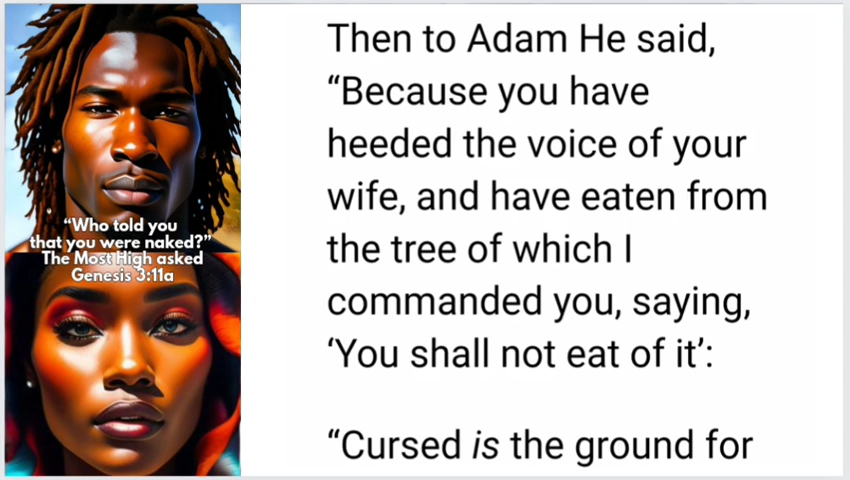 “Who told you
that you were naked?”
The Most High asked
Genesis 3:11a
Then to Adam He said,
“Because you have
heeded the voice of your
wife, and have eaten from
the tree of which I
commanded you, saying,
‘You shall not eat of it’:
“Cursed is the ground for